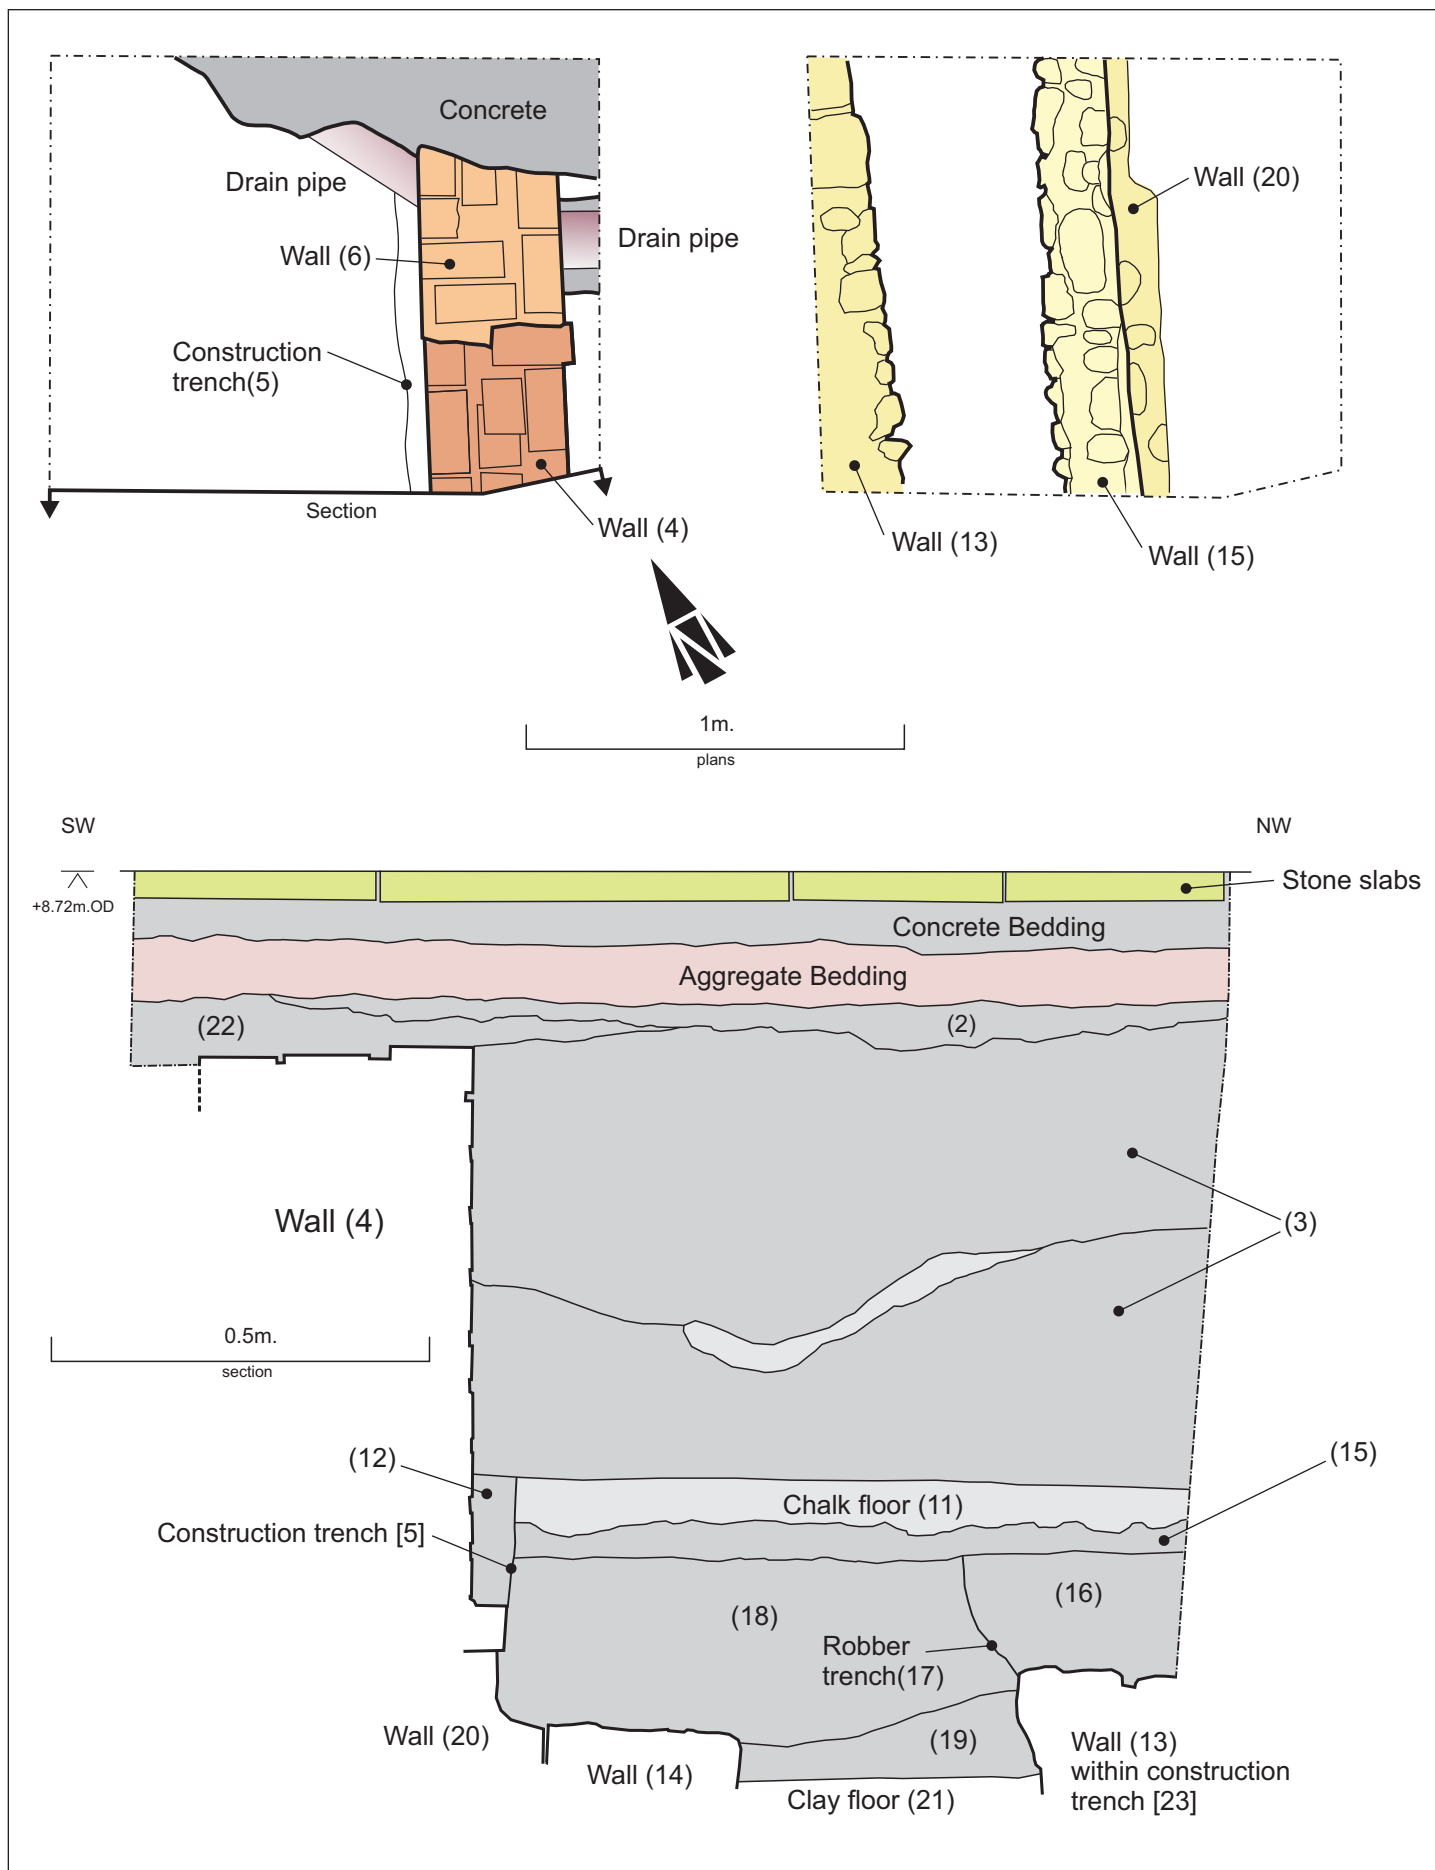 Concrete
Drain pipe
Wall (20)
Drain pipe
Wall (6)
Construction
trench(5)
Section
Wall (4)
Wall (13)
Wall (15)
1m.
plans
SW
NW
+8.72m.OD
Stone slabs
Concrete Bedding
Aggregate Bedding
(22)
(2)
Wall (4)
(3)
0.5m.
section
(12)
(15)
Chalk floor (11)
Construction trench [5]
(16)
(18)
Robber
trench(17)
Wall (20)
(19)
Wall (14)
Clay floor (21)
Wall (13)
within construction
trench [23]